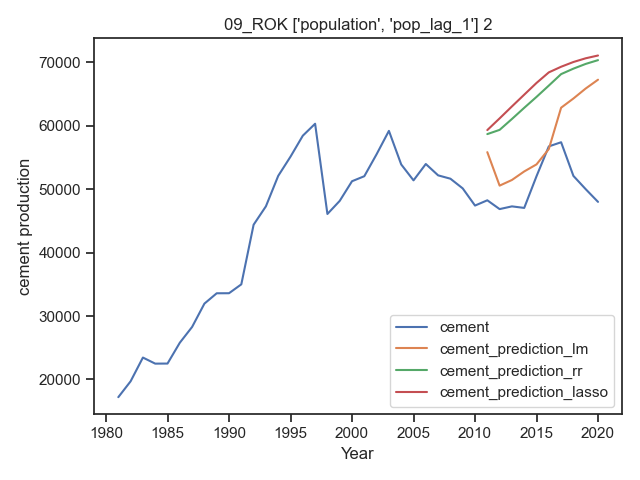 09_ROK ['population', 'pop_lag_1'] 2
70000
60000
50000
40000
30000
20000
cement production
1980 1985 1990 1995 2000 2005 2010 2015 2020
Year
cement
cement_prediction_lm
cement_prediction_rr
cement_prediction_lasso